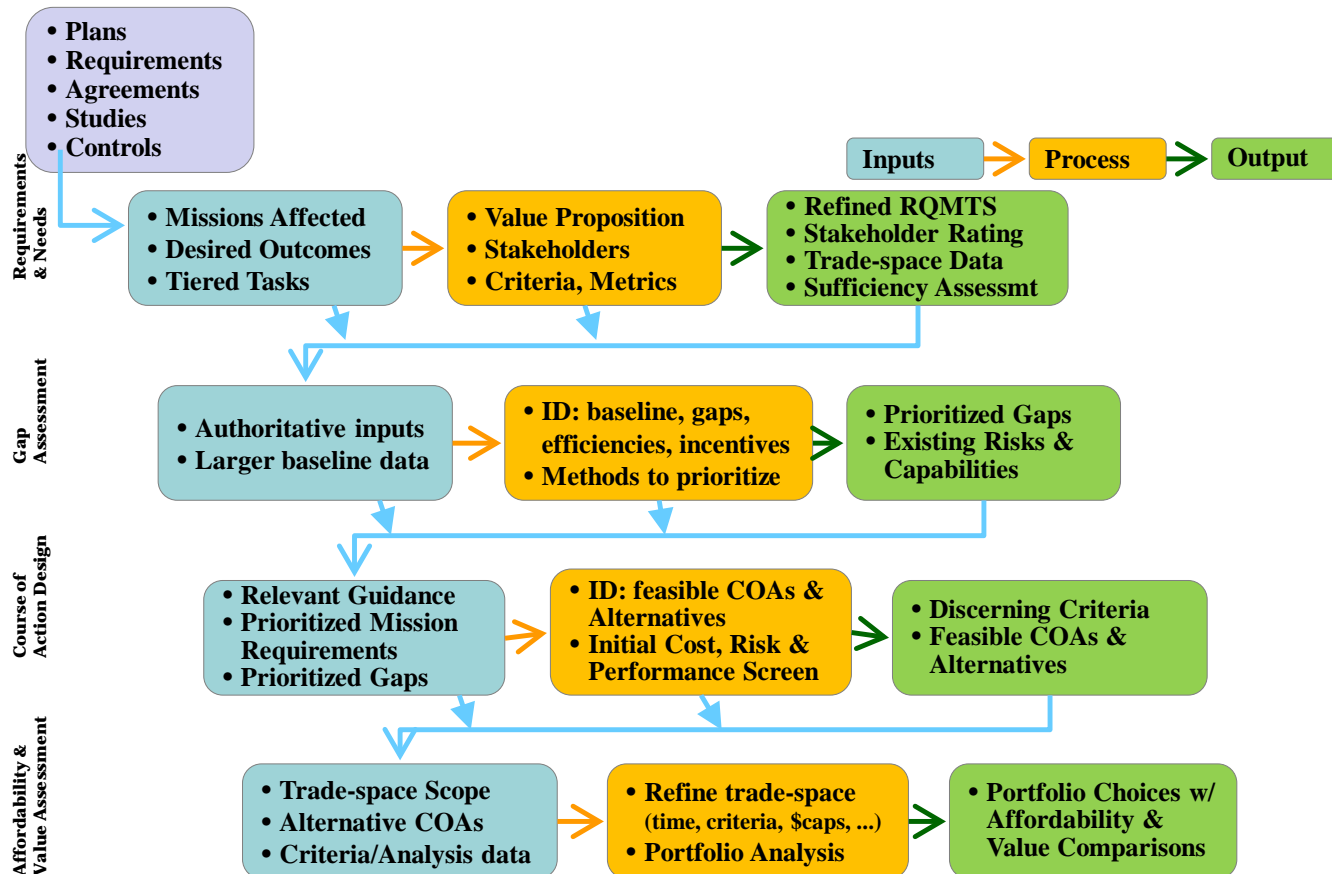 • Plans
• Requirements
• Agreements
• Studies
• Controls
Inputs
Process
Output
Requirements
& Needs
• Missions Affected
• Desired Outcomes
• Tiered Tasks
• Value Proposition
• Stakeholders
• Criteria, Metrics
• Refined RQMTS
• Stakeholder Rating
• Trade-space Data
• Sufficiency Assessmt
Gap
Assessment
• Authoritative inputs
• Larger baseline data
• ID: baseline, gaps,
efficiencies, incentives
• Methods to prioritize
• Prioritized Gaps
• Existing Risks &
Capabilities
Course of
Action Design
• Relevant Guidance
• Prioritized Mission
Requirements
• Prioritized Gaps
• ID: feasible COAs &
Alternatives
• Initial Cost, Risk &
Performance Screen
• Discerning Criteria
• Feasible COAs &
Alternatives
Affordability &
Value Assessment
• Trade-space Scope
• Alternative COAs
• Criteria/Analysis data
• Refine trade-space
(time, criteria, $caps, ...)
• Portfolio Analysis
• Portfolio Choices w/
Affordability &
Value Comparisons